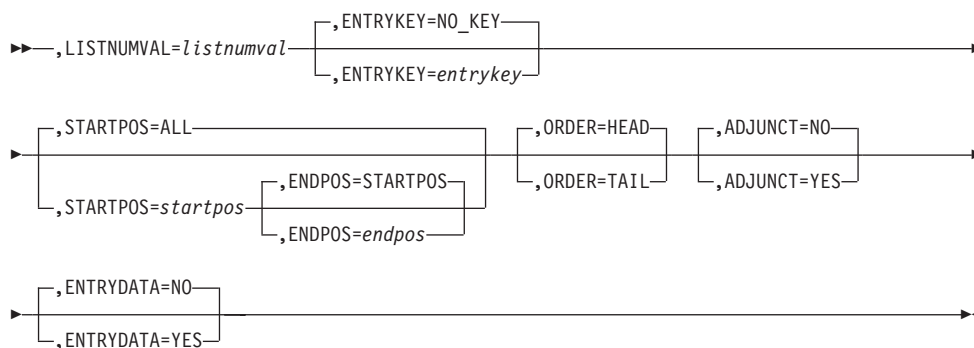 ,ENTRYKEY=NO_KEY
,LISTNUMVAL=listnumval
,ENTRYKEY=entrykey
,STARTPOS=ALL
,ORDER=HEAD
,ADJUNCT=NO
,STARTPOS=startpos
,ENDPOS=STARTPOS
,ORDER=TAIL
,ADJUNCT=YES
,ENDPOS=endpos
,ENTRYDATA=NO
,ENTRYDATA=YES